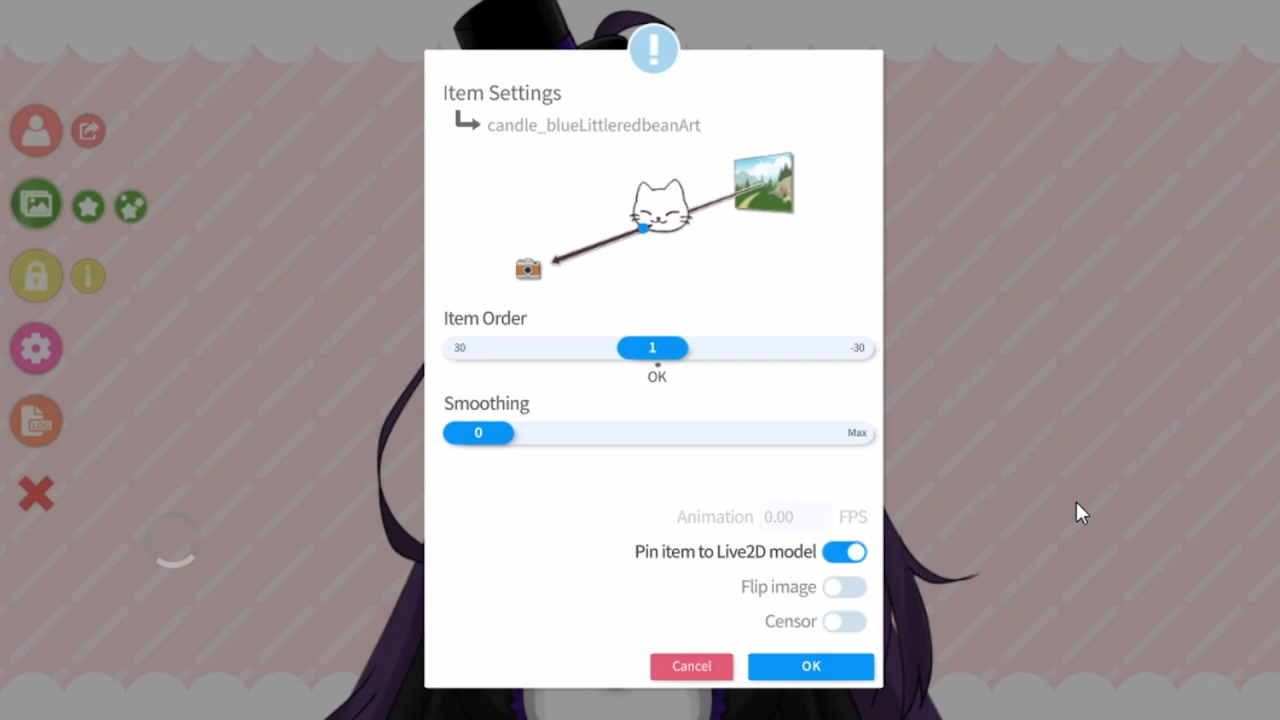 Item Settings
candle_blueLittleredbeanArt
Item Order
30 1 -30
OK
Smoothing
0 Max
Animation 0.00 FPS
Pin item to Live2D model
Flip image
Censor
Cancel OK
LOG